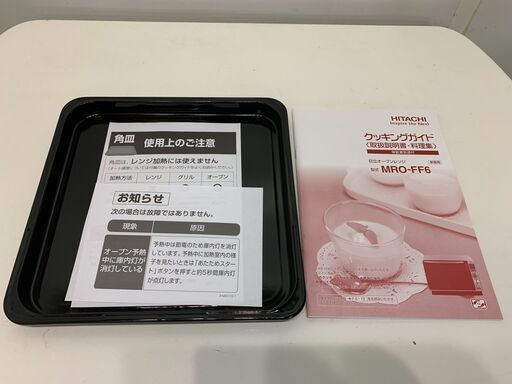 角皿 使用上のご注意
角皿は、レンジ加熱には使えません
加熱方法 レンジ グリル オーブン
お知らせ
次の場合は故障ではありません。
現象 原因
オーブン予熱
中に庫内灯が
消灯している
予熱中は節電のため庫内灯を消灯
しています。予熱中に加熱室内の様
子を見たいときは「あたためスター
ト」ボタンを押すと約5秒間庫内灯
が点灯します。
HITACHI
Inspire the Next
クッキングガイド
〈取扱説明書・料理集〉
日立オーブンレンジ
型式 MRO-FF6